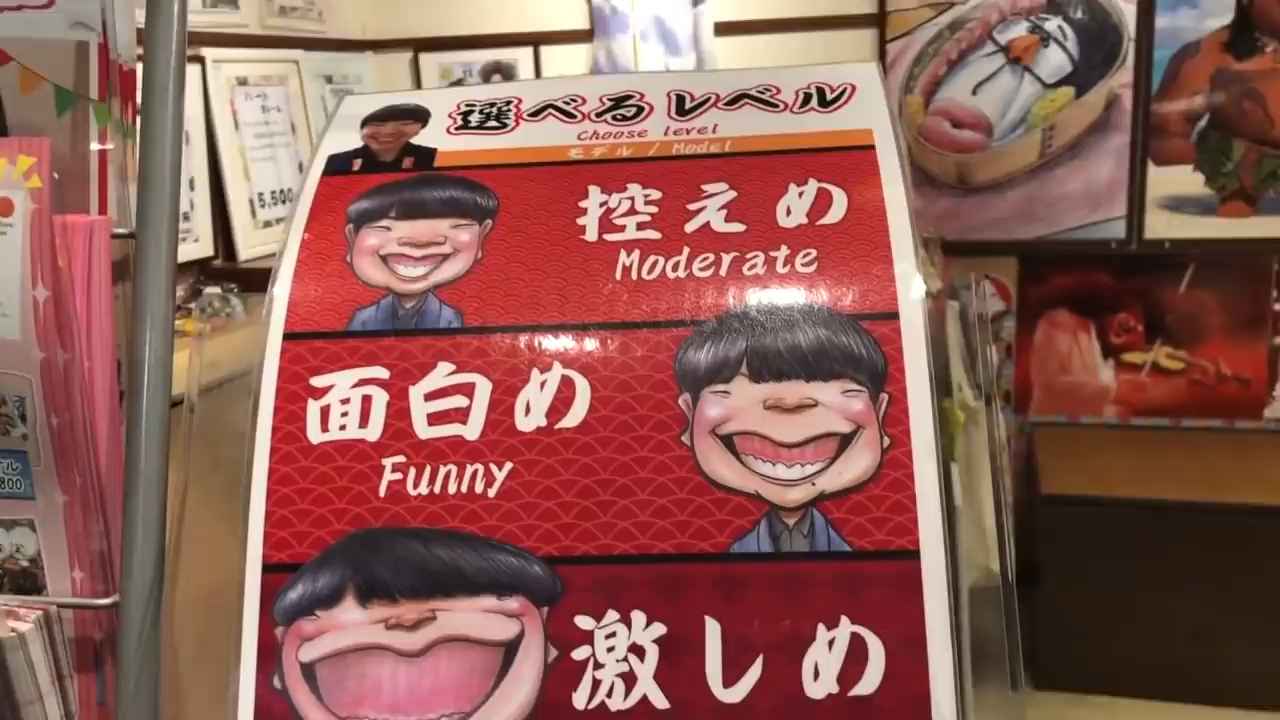 選べるレベル
Choose level
モデル / Model
控えめ
Moderate
面白め
Funny
激しめ
5,500
800